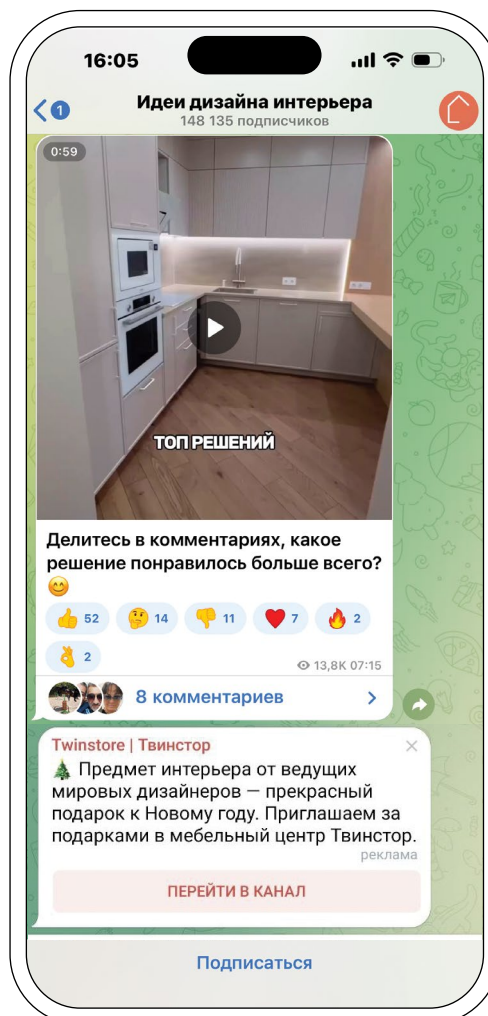 16:05
1
Идеи дизайна интерьера
148 135 подписчиков
0:59
ТОП РЕШЕНИЙ
Делитесь в комментариях, какое
решение понравилось больше всего?
52 14 11 7 2
2
13,8K 07:15
8 комментариев
Twinstore | Твинстор
Предмет интерьера от ведущих
мировых дизайнеров — прекрасный
подарок к Новому году. Приглашаем за
подарками в мебельный центр Твинстор.
реклама
ПЕРЕЙТИ В КАНАЛ
Подписаться